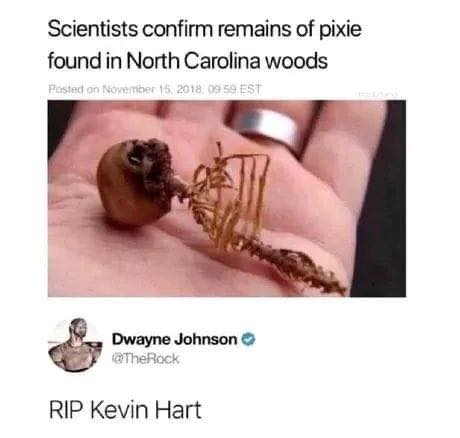 Scientists confirm remains of pixie
found in North Carolina woods
Posted on November 15, 2018, 09:59 EST
Dwayne Johnson
@TheRock
RIP Kevin Hart